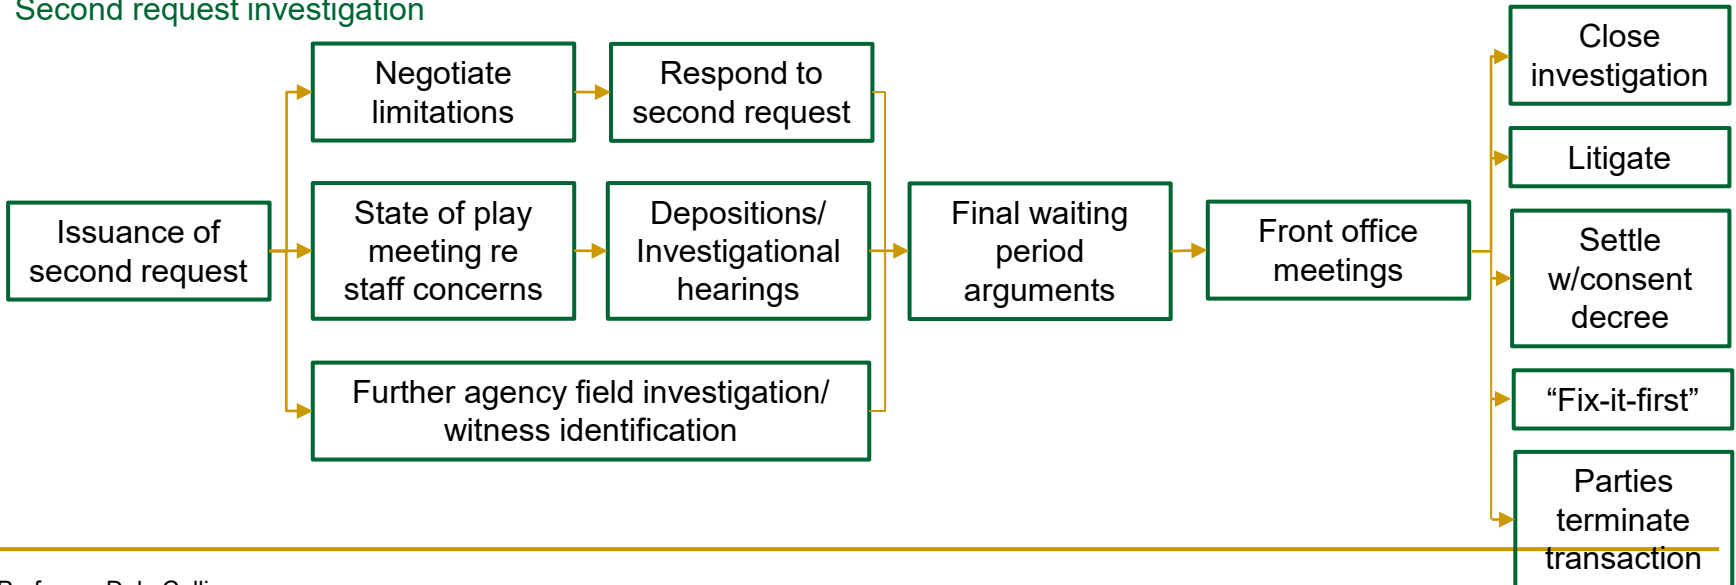 Second request investigation
Issuance of
second request
Negotiate
limitations
Respond to
second request
State of play
meeting re
staff concerns
Depositions/
Investigational
hearings
Further agency field investigation/
witness identification
Final waiting
period
arguments
Front office
meetings
Close
investigation
Litigate
Settle
w/consent
decree
“Fix-it-first”
Parties
terminate
transaction